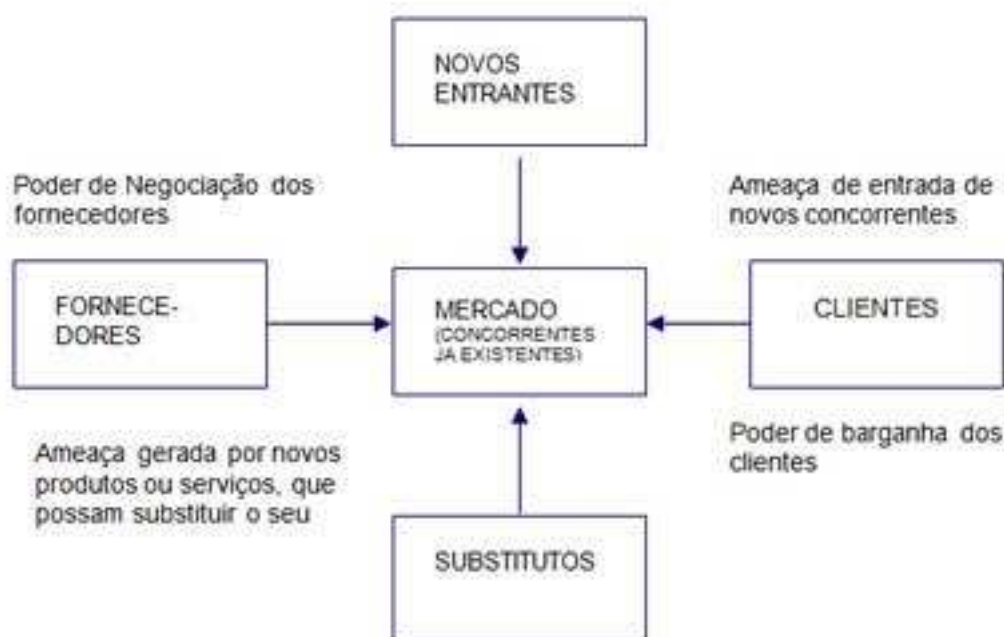 NOVOS
ENTRANTES
Poder de Negociação dos
fornecedores
Ameaça de entrada de
novos concorrentes
FORNECE-
DORES
MERCADO
(CONCORRENTES
JA EXISTENTES)
CLIENTES
Ameaça gerada por novos
produtos ou serviços, que
possam substituir o seu
Poder de barganha dos
clientes
SUBSTITUTOS